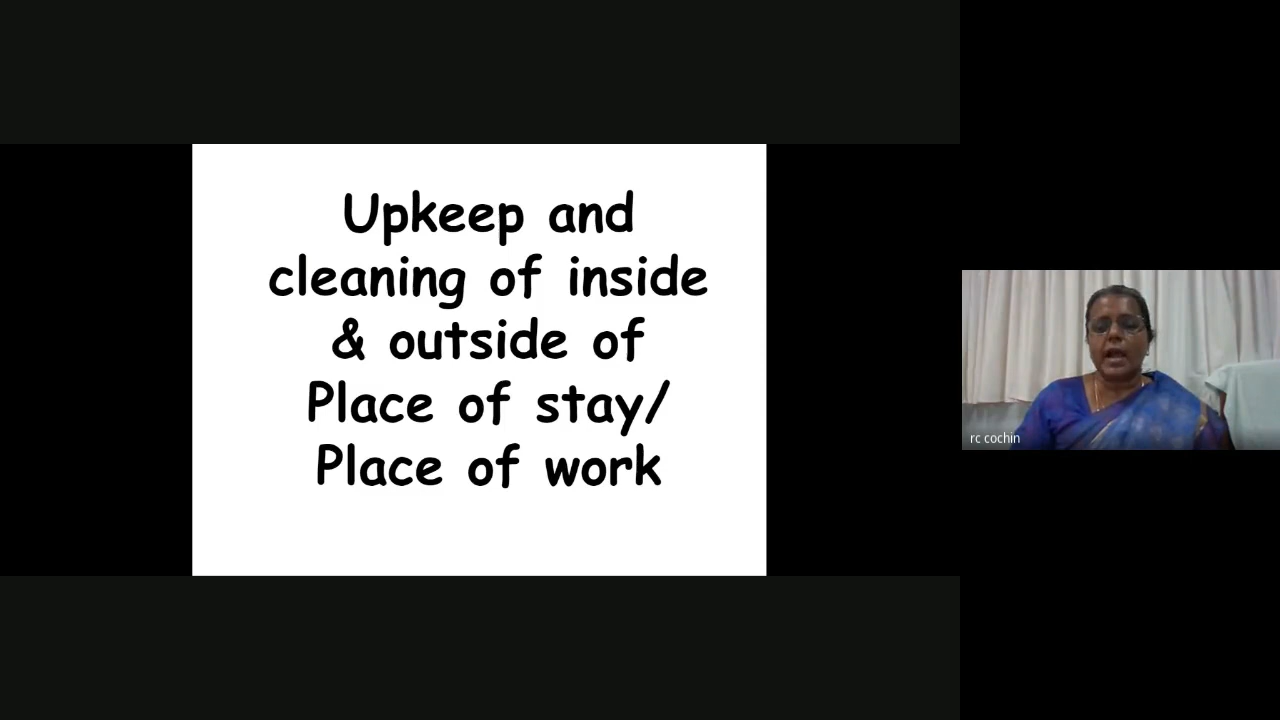 Upkeep and
cleaning of inside
& outside of
Place of stay/
Place of work
rc cochin